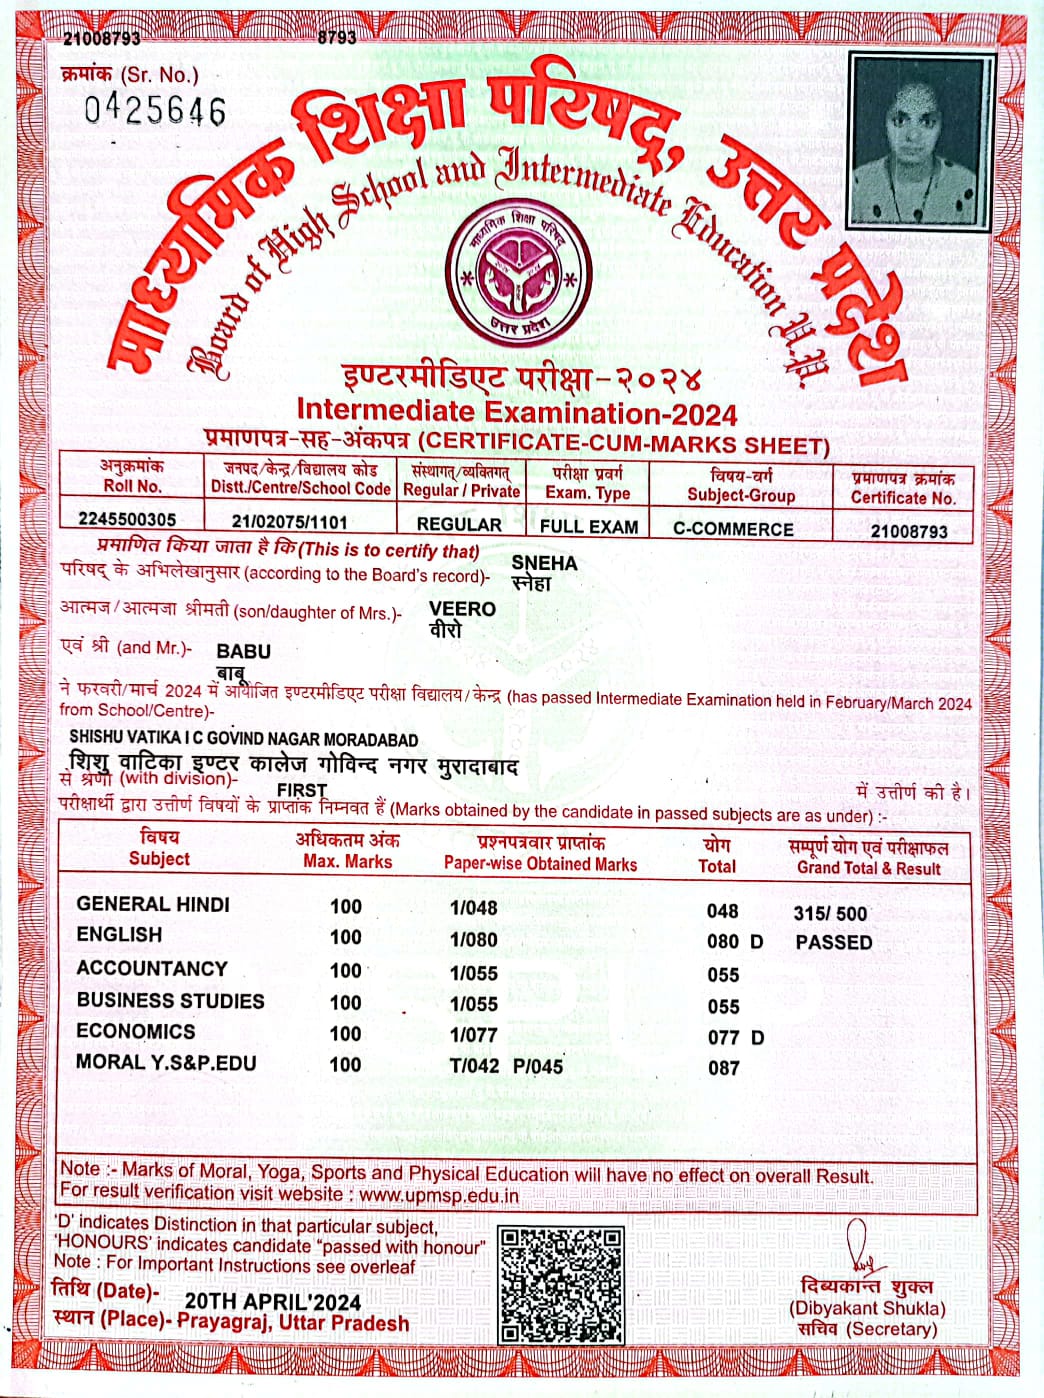 21008793 8793
क्रमांक (Sr. No.)
0425646
माध्यमिक शिक्षा परिषद्, उत्तर प्रदेश
Board of High School and Intermediate Education U.P.
माध्यमिक शिक्षा परिषद्
उत्तर प्रदेश
इण्टरमीडिएट परीक्षा-२०२४
Intermediate Examination-2024
प्रमाणपत्र-सह-अंकपत्र (CERTIFICATE-CUM-MARKS SHEET)
अनुक्रमांक जनपद/केन्द्र/विद्यालय कोड संस्थागत्/व्यक्तिगत् परीक्षा प्रवर्ग विषय-वर्ग प्रमाणपत्र क्रमांक
Roll No. Distt./Centre/School Code Regular / Private Exam. Type Subject-Group Certificate No.
2245500305 21/02075/1101 REGULAR FULL EXAM C-COMMERCE 21008793
प्रमाणित किया जाता है कि (This is to certify that)
परिषद् के अभिलेखानुसार (according to the Board's record)- SNEHA
स्नेहा
आत्मज/आत्मजा श्रीमती (son/daughter of Mrs.)- VEERO
वीरो
एवं श्री (and Mr.)- BABU
बाबू
ने फरवरी/मार्च 2024 में आयोजित इण्टरमीडिएट परीक्षा विद्यालय/केन्द्र (has passed Intermediate Examination held in February/March 2024
from School/Centre)-
SHISHU VATIKA I C GOVIND NAGAR MORADABAD
शिशु वाटिका इण्टर कालेज गोविन्द नगर मुरादाबाद
से श्रेणी (with division)- FIRST में उत्तीर्ण की है।
परीक्षार्थी द्वारा उत्तीर्ण विषयों के प्राप्तांक निम्नवत हैं (Marks obtained by the candidate in passed subjects are as under) :-
विषय अधिकतम अंक प्रश्नपत्रवार प्राप्तांक योग सम्पूर्ण योग एवं परीक्षाफल
Subject Max. Marks Paper-wise Obtained Marks Total Grand Total & Result
GENERAL HINDI 100 1/048 048 315/ 500
ENGLISH 100 1/080 080 D PASSED
ACCOUNTANCY 100 1/055 055
BUSINESS STUDIES 100 1/055 055
ECONOMICS 100 1/077 077 D
MORAL Y.S&P.EDU 100 T/042 P/045 087
Note :- Marks of Moral, Yoga, Sports and Physical Education will have no effect on overall Result.
For result verification visit website : www.upmsp.edu.in
'D' indicates Distinction in that particular subject,
'HONOURS' indicates candidate "passed with honour"
Note : For Important Instructions see overleaf
तिथि (Date)- 20TH APRIL'2024
स्थान (Place)- Prayagraj, Uttar Pradesh
दिब्यकान्त शुक्ल
(Dibyakant Shukla)
सचिव (Secretary)